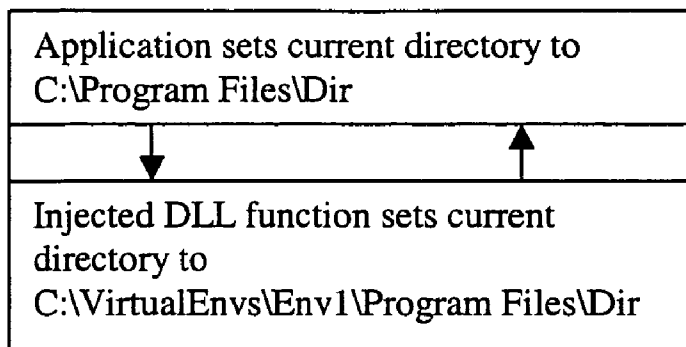 Application sets current directory to
C:\Program Files\Dir
Injected DLL function sets current
directory to
C:\VirtualEnvs\Env1\Program Files\Dir